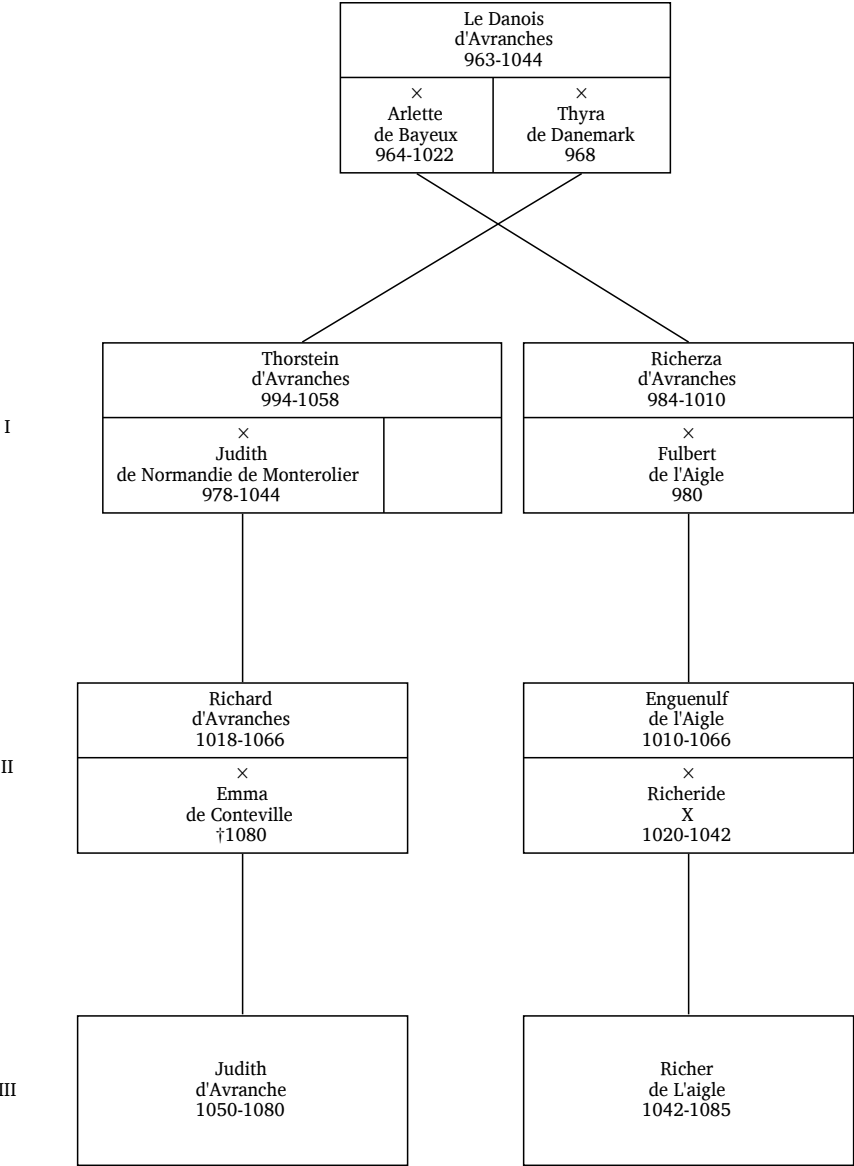 Le Danois
d'Avranches
963-1044
×
Arlette
de Bayeux
964-1022
×
Thyra
de Danemark
968
I
Thorstein
d'Avranches
994-1058
×
Judith
de Normandie de Monterolier
978-1044
Richerza
d'Avranches
984-1010
×
Fulbert
de l'Aigle
980
II
Richard
d'Avranches
1018-1066
×
Emma
de Conteville
†1080
Enguenulf
de l'Aigle
1010-1066
×
Richeride
X
1020-1042
III
Judith
d'Avranche
1050-1080
Richer
de L'aigle
1042-1085